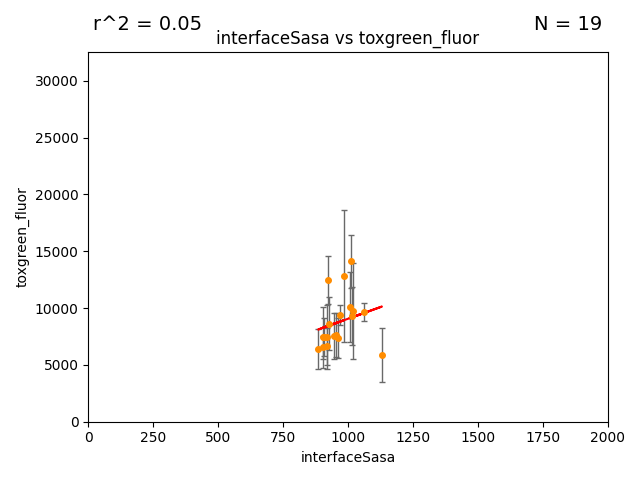 r^2 = 0.05
N = 19
interfaceSasa vs toxgreen_fluor
30000
25000
20000
15000
10000
5000
0
toxgreen_fluor
0 250 500 750 1000 1250 1500 1750 2000
interfaceSasa